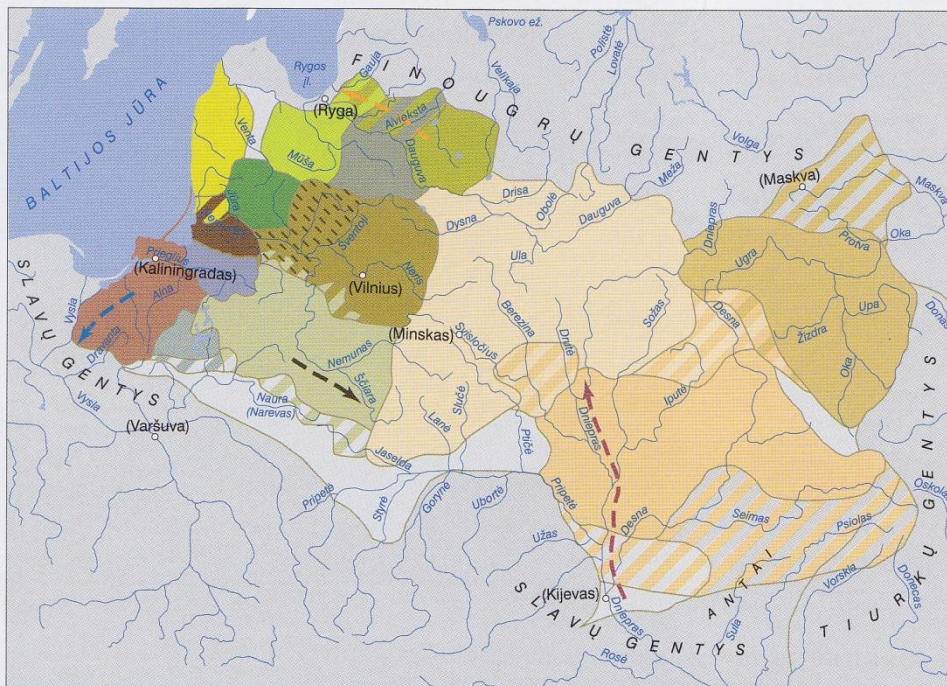 Pskovo ež.
FINOUGRŲ GENTYS
Polistė
Lovatė
Velikaja
Rygos
įl.
Gauja
(Ryga)
Aiviekstė
BALTIJOS JŪRA
Venta
Mūša
Dauguva
Volga
Meža
(Maskva)
Maskva
Oka
Protva
Jūra
Šventoji
Drisa
Obolė
Dauguva
Dysna
Dniepras
Ula
Ugra
Prieglius
(Kaliningradas)
Alna
(Vilnius)
Neris
SLAVŲ GENTYS
Vysla
Drūanta
Berezina
Sožas
Desna
Upa
Žizdra
Oka
(Minskas)
Svisločius
Drutė
Nemunas
Ščiara
Iputė
Naura
(Narevas)
Vysla
(Varšuva)
Lanė
Slučė
Ptičė
Dniepras
Jaselda
Pripetė
Styrė
Gorynė
Ubortė
Pripetė
Desna
Seimas
Psiolas
Oskolas
Užas
ANTAI
Vorskla
Donecas
TIURKŲ GENTYS
(Kijevas)
SLAVŲ GENTYS
Dniepras
Sula
Rosė